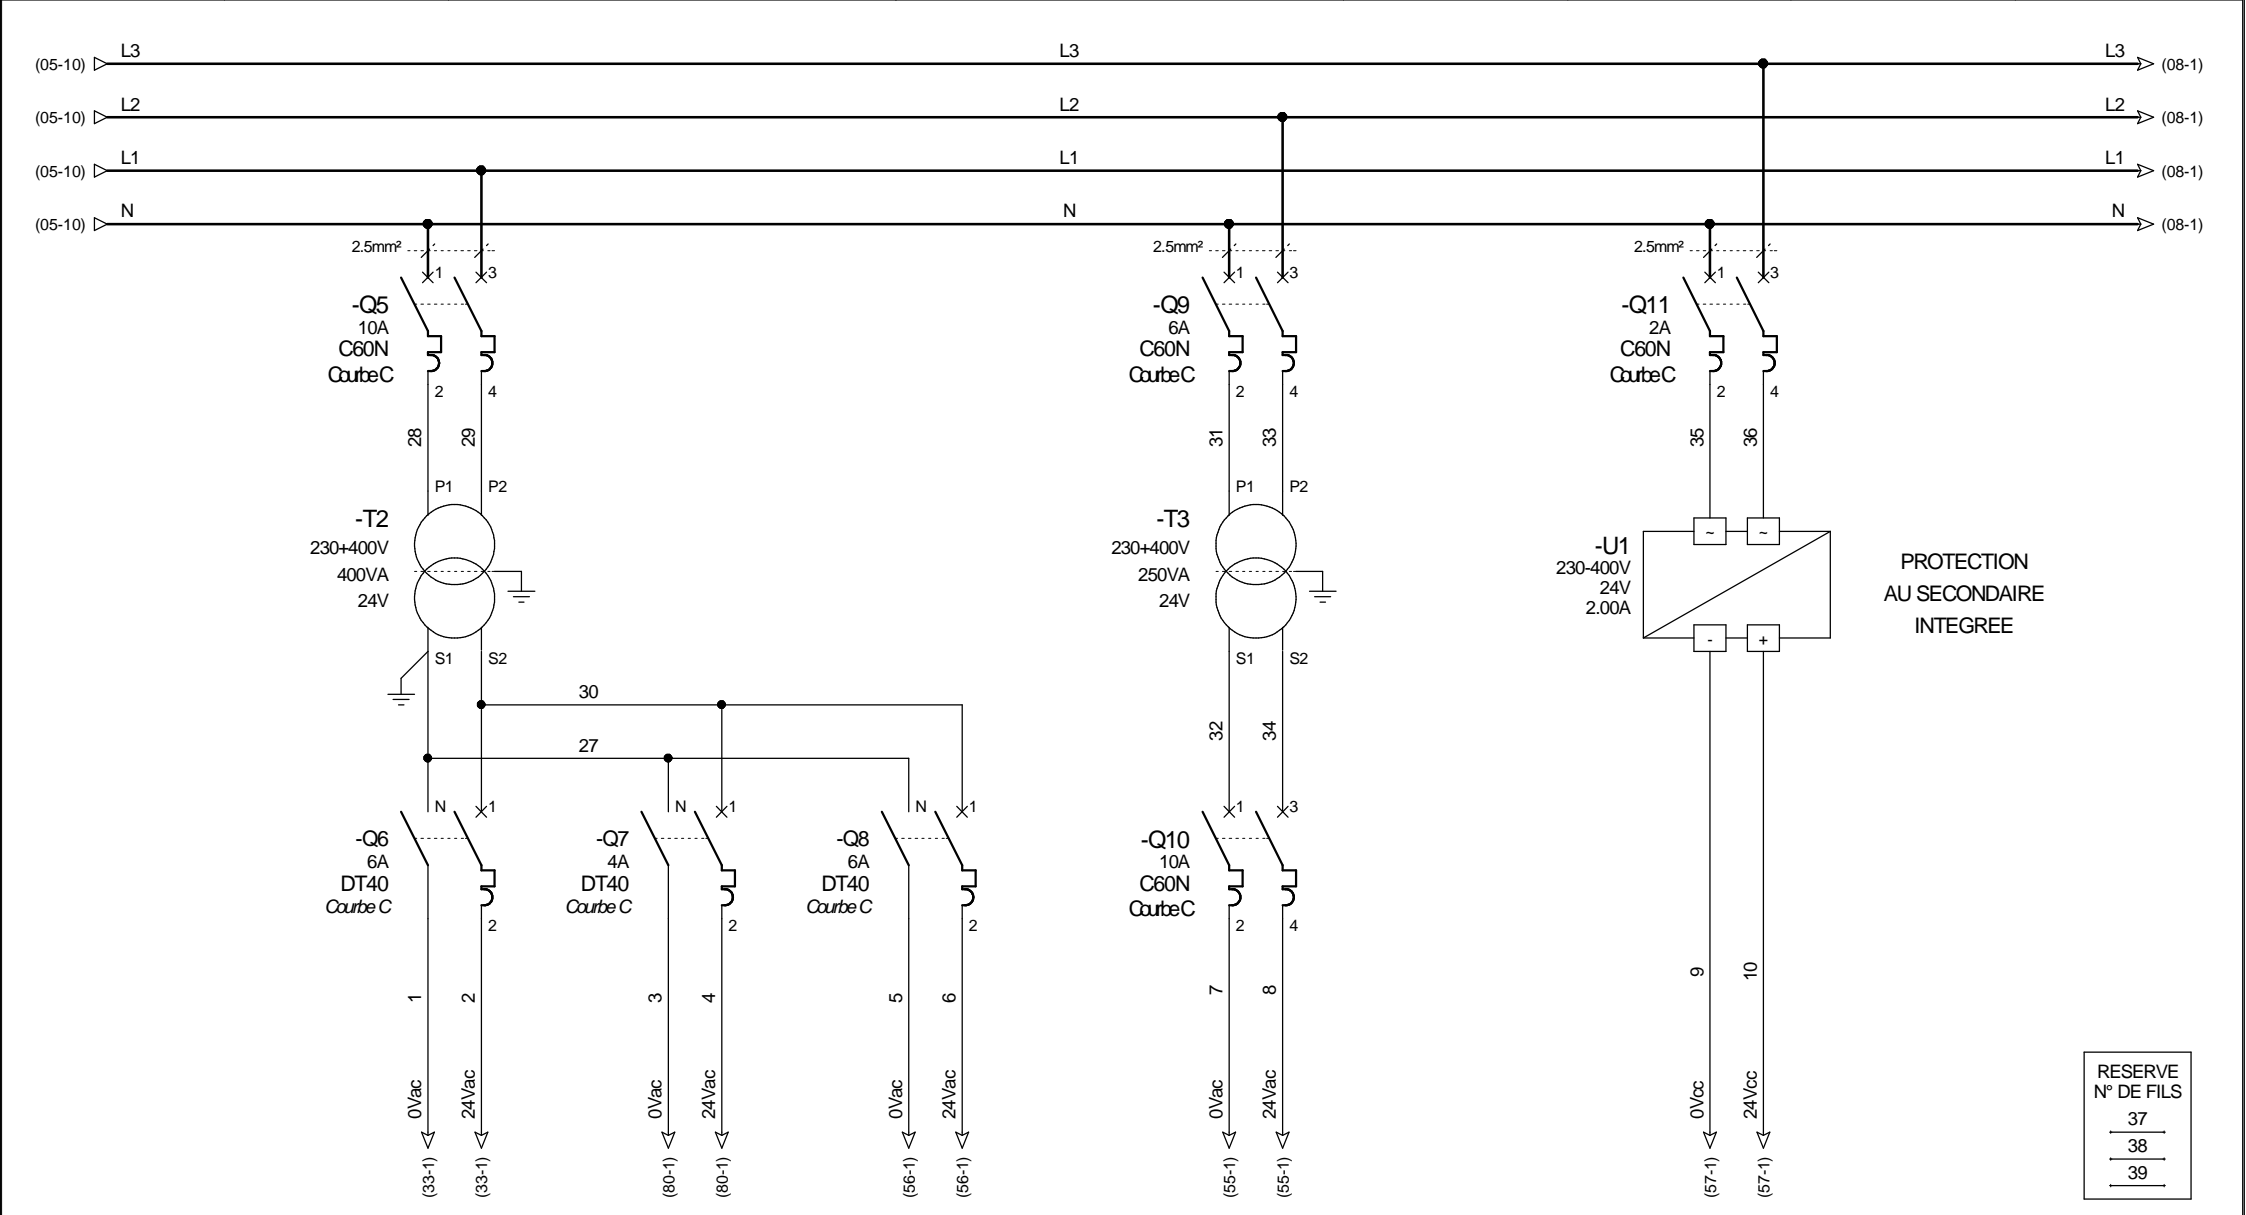 (05-10) L3 L3 L3 (08-1)
(05-10) L2 L2 L2 (08-1)
(05-10) L1 L1 L1 (08-1)
(05-10) N N N (08-1)
2.5mm² 2.5mm² 2.5mm²
1 3 1 3 1 3
-Q5
10A
C60N
Courbe C
2 4
28
29
P1 P2
-T2
230+400V
400VA
24V
S1 S2
30
27
N 1
-Q6
6A
DT40
Courbe C
2
1
2
0Vac
24Vac
(33-1)
(33-1)
N 1
-Q7
4A
DT40
Courbe C
2
3
4
0Vac
24Vac
(80-1)
(80-1)
N 1
-Q8
6A
DT40
Courbe C
2
5
6
0Vac
24Vac
(56-1)
(56-1)
-Q9
6A
C60N
Courbe C
2 4
31
33
P1 P2
-T3
230+400V
250VA
24V
S1 S2
32
34
1 3
-Q10
10A
C60N
Courbe C
2 4
7
8
0Vac
24Vac
(55-1)
(55-1)
-Q11
2A
C60N
Courbe C
2 4
35
36
~ ~
-U1
230-400V
24V
2.00A
- +
PROTECTION
AU SECONDAIRE
INTEGREE
9
10
0Vcc
24Vcc
(57-1)
(57-1)
RESERVE
N° DE FILS
37
38
39